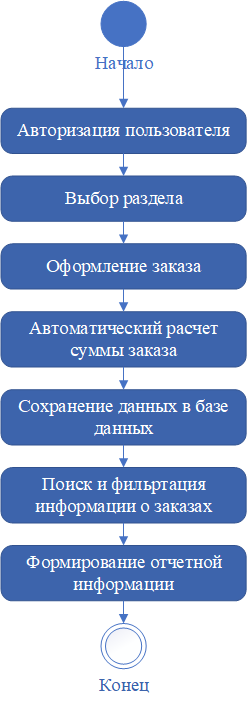 Начало
Авторизация пользователя
Выбор раздела
Оформление заказа
Автоматический расчет
суммы заказа
Сохранение данных в базе
данных
Поиск и фильртация
информации о заказах
Формирование отчетной
информации
Конец